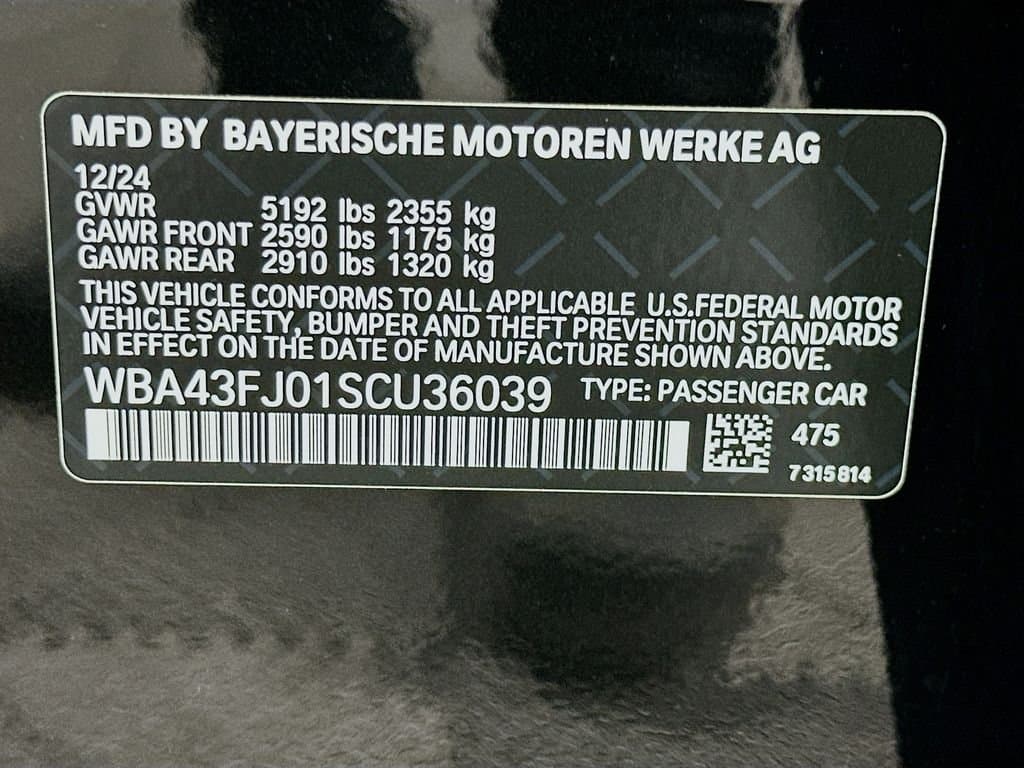 MFD BY BAYERISCHE MOTOREN WERKE AG
12/24
GVWR 5192 lbs 2355 kg
GAWR FRONT 2590 lbs 1175 kg
GAWR REAR 2910 lbs 1320 kg
THIS VEHICLE CONFORMS TO ALL APPLICABLE U.S.FEDERAL MOTOR
VEHICLE SAFETY, BUMPER AND THEFT PREVENTION STANDARDS
IN EFFECT ON THE DATE OF MANUFACTURE SHOWN ABOVE.
WBA43FJ01SCU36039 TYPE: PASSENGER CAR
475
7315814